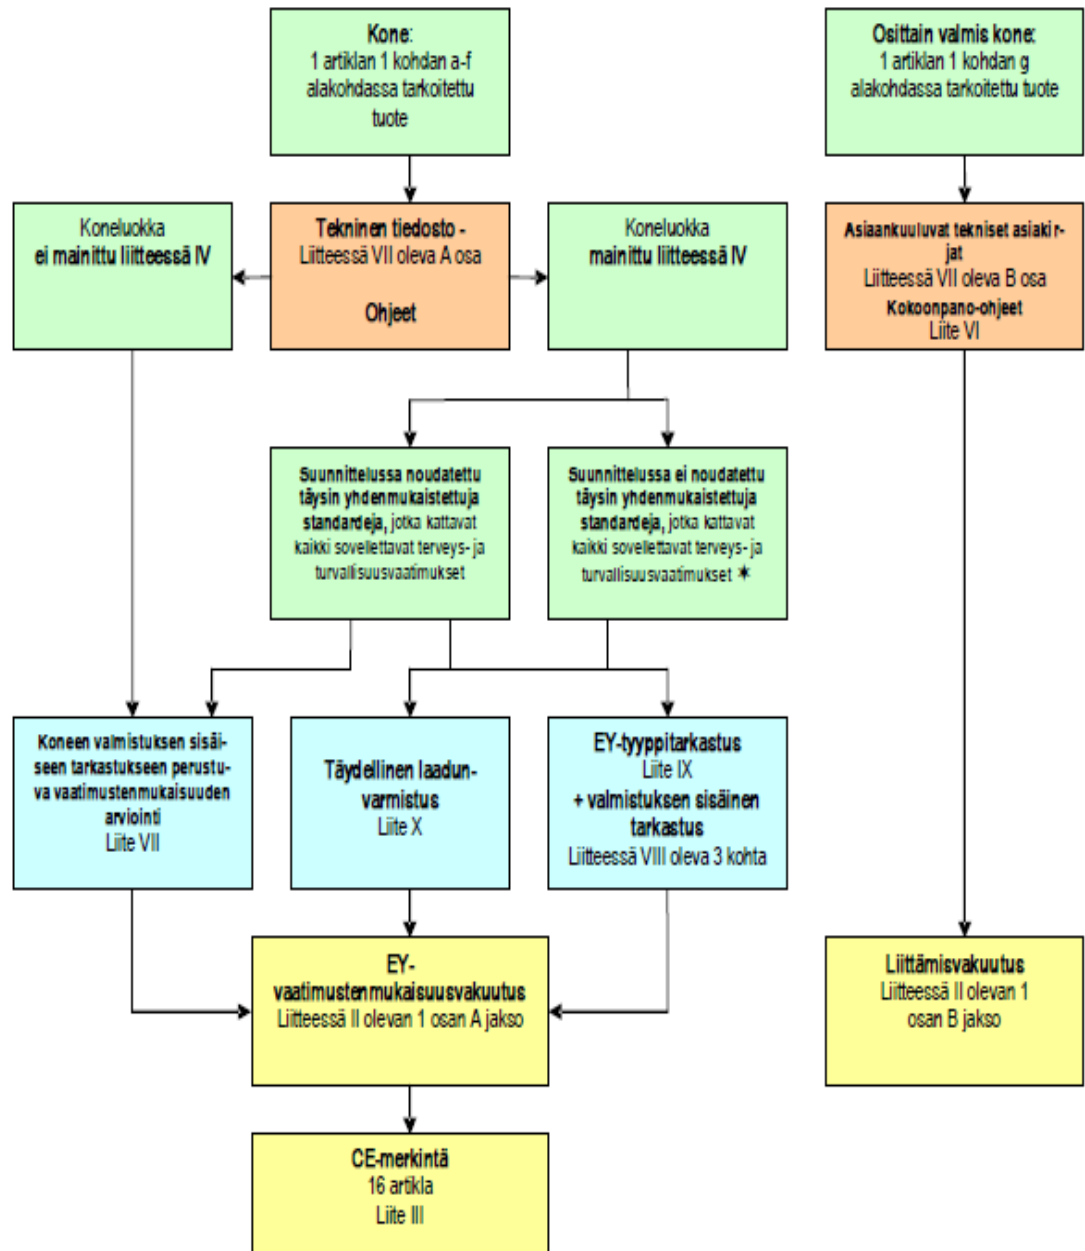 Kone:
1 artiklan 1 kohdan a-f
alakohdassa tarkoitettu
tuote
Osittain valmis kone:
1 artiklan 1 kohdan g
alakohdassa tarkoitettu tuote
Koneluokka
ei mainittu liitteessä IV
Tekninen tiedosto -
Liitteessä VII oleva A osa
Ohjeet
Koneluokka
mainittu liitteessä IV
Asiaankuuluvat tekniset asiakir-
jat
Liitteessä VII oleva B osa
Kokoonpano-ohjeet
Liite VI
Suunnittelussa noudatettu
täysin yhdenmukaistettuja
standardeja, jotka kattavat
kaikki sovellettavat terveys- ja
turvallisuusvaatimukset
Suunnittelussa ei noudatettu
täysin yhdenmukaistettuja
standardeja, jotka kattavat
kaikki sovellettavat terveys- ja
turvallisuusvaatimukset ✶
Koneen valmistuksen sisäi-
seen tarkastukseen perustu-
va vaatimustenmukaisuuden
arviointi
Liite VII
Täydellinen laadun-
varmistus
Liite X
EY-tyyppitarkastus
Liite IX
+ valmistuksen sisäinen
tarkastus
Liitteessä VIII oleva 3 kohta
EY-
vaatimustenmukaisuusvakuutus
Liitteessä II olevan 1 osan A jakso
Liittämisvakuutus
Liitteessä II olevan 1
osan B jakso
CE-merkintä
16 artikla
Liite III